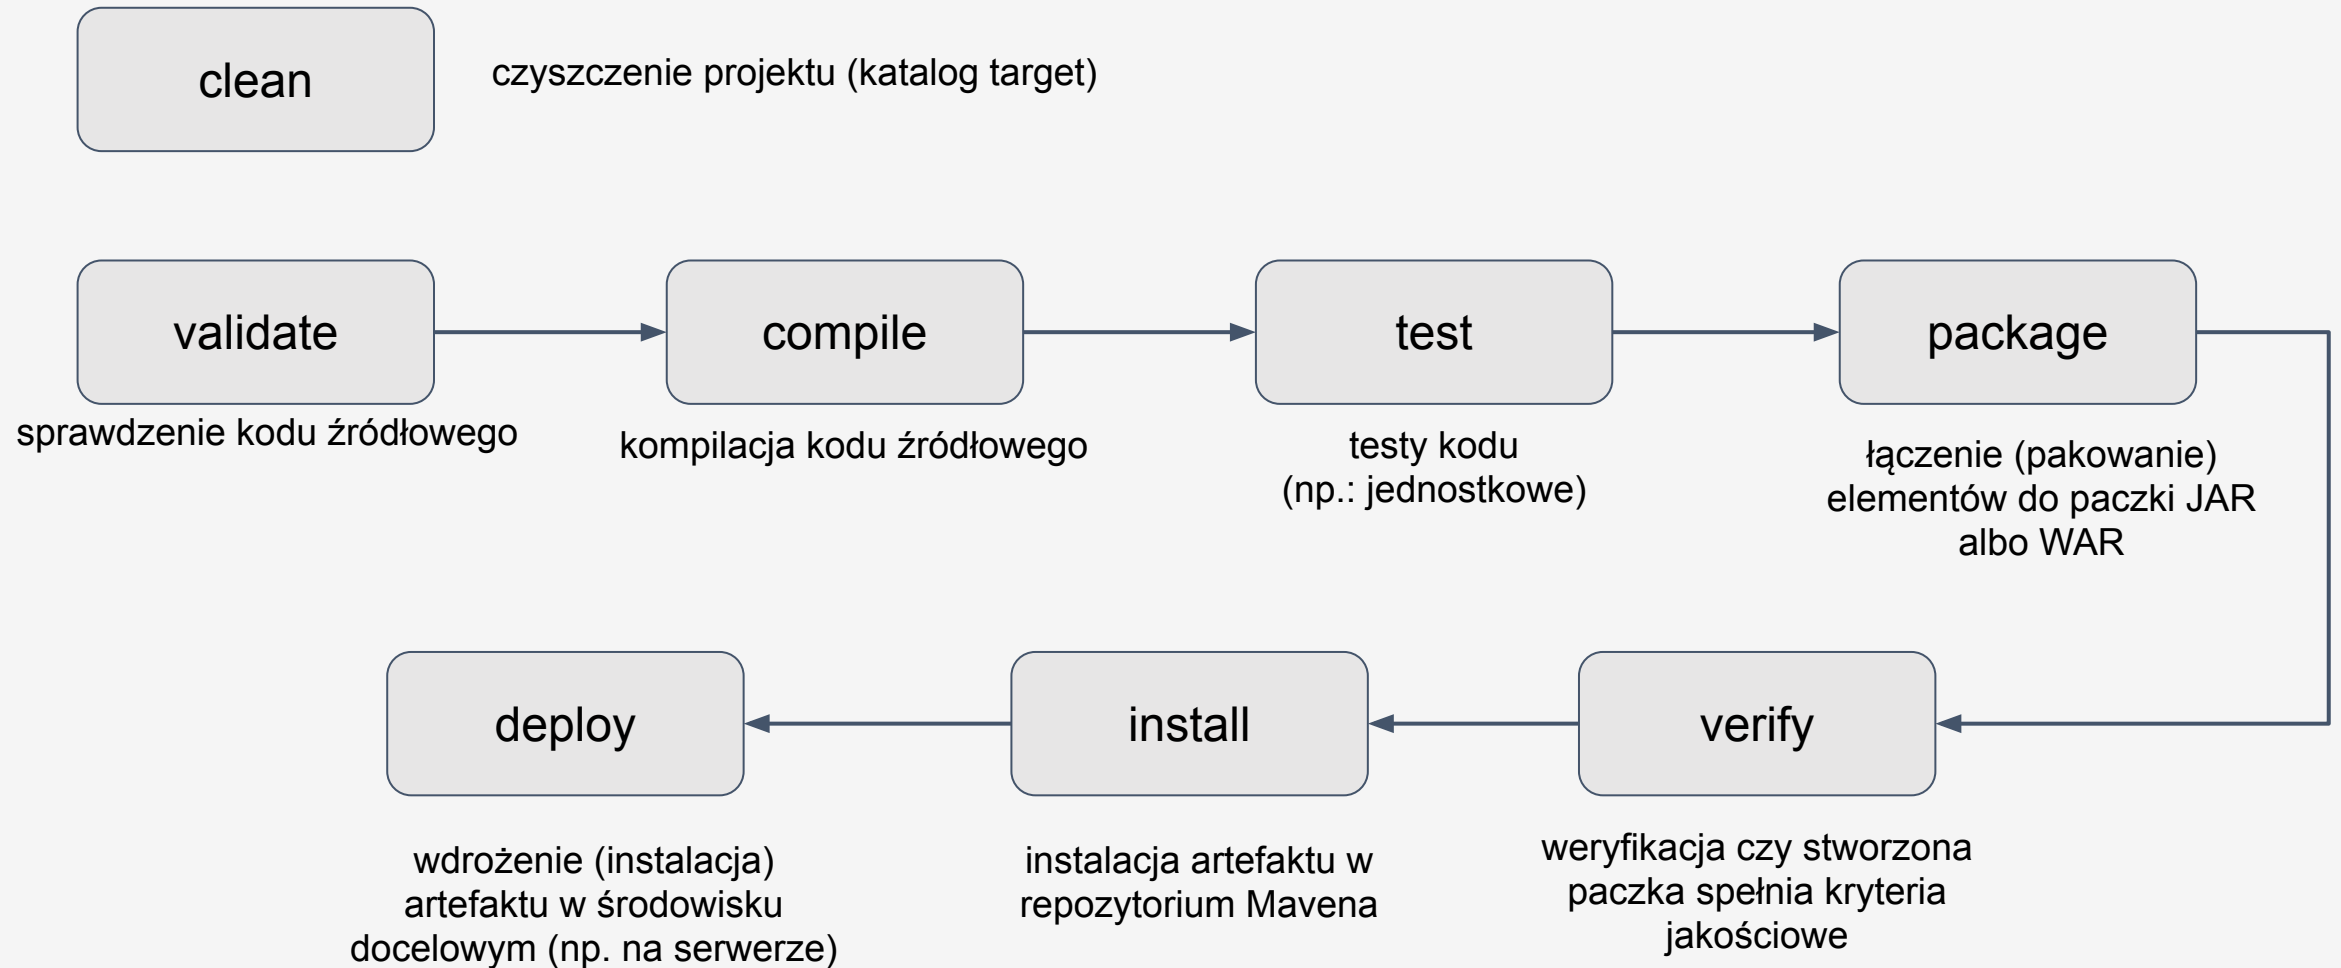 clean
czyszczenie projektu (katalog target)
validate
sprawdzenie kodu źródłowego
compile
kompilacja kodu źródłowego
test
testy kodu
(np.: jednostkowe)
package
łączenie (pakowanie)
elementów do paczki JAR
albo WAR
verify
weryfikacja czy stworzona
paczka spełnia kryteria
jakościowe
install
instalacja artefaktu w
repozytorium Mavena
deploy
wdrożenie (instalacja)
artefaktu w środowisku
docelowym (np. na serwerze)